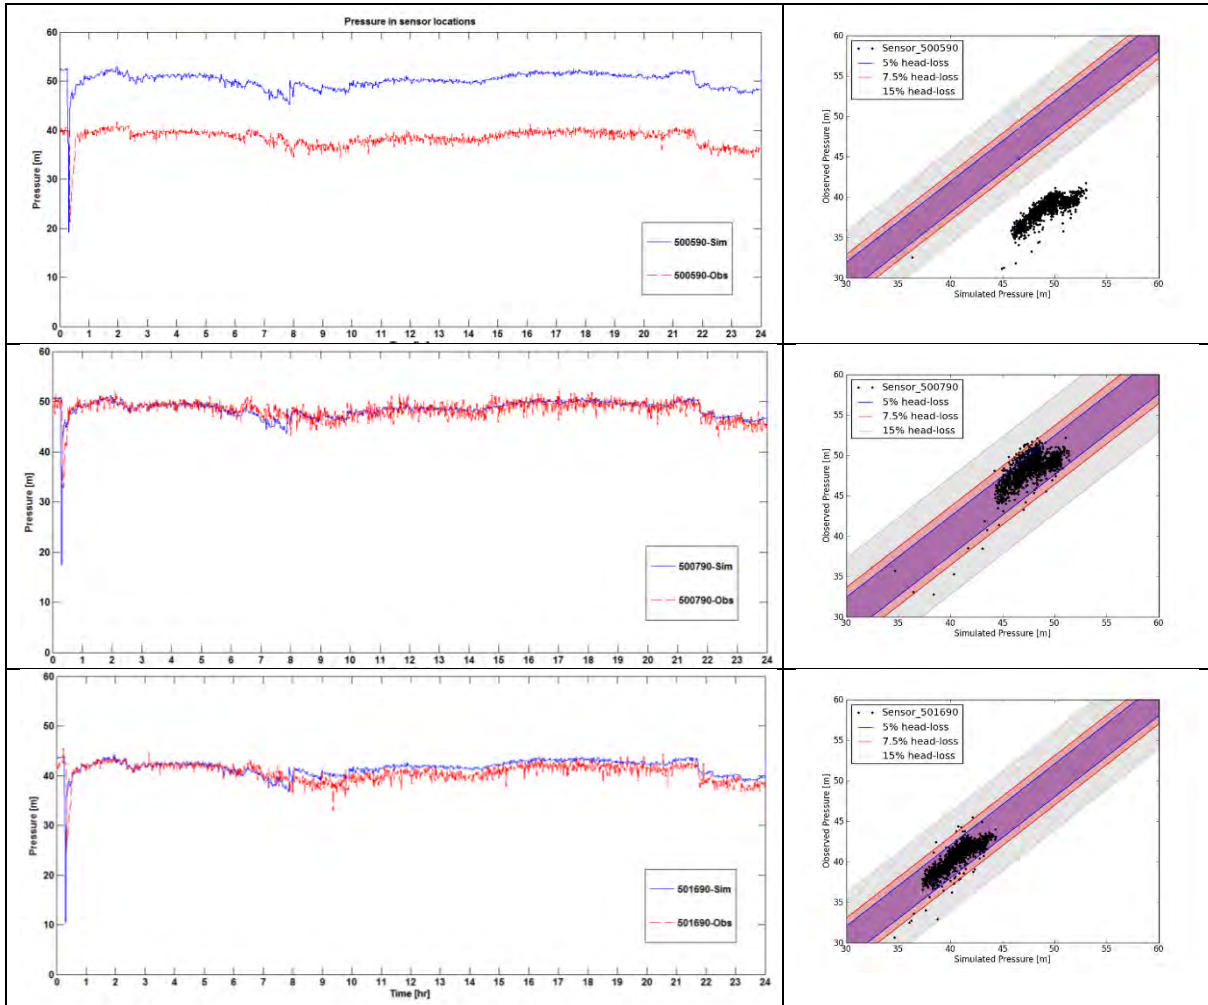 Pressure in sensor locations
60
50
40
30
20
10
0
Pressure [m]
500590-Sim
500590-Obs
0 1 2 3 4 5 6 7 8 9 10 11 12 13 14 15 16 17 18 19 20 21 22 23 24
60
55
50
45
40
35
30
Observed Pressure [m]
Sensor_500590
5% head-loss
7.5% head-loss
15% head-loss
30 35 40 45 50 55 60
Simulated Pressure [m]
60
50
40
30
20
10
0
Pressure [m]
500790-Sim
500790-Obs
0 1 2 3 4 5 6 7 8 9 10 11 12 13 14 15 16 17 18 19 20 21 22 23 24
60
55
50
45
40
35
30
Observed Pressure [m]
Sensor_500790
5% head-loss
7.5% head-loss
15% head-loss
30 35 40 45 50 55 60
Simulated Pressure [m]
60
50
40
30
20
10
0
Pressure [m]
501690-Sim
501690-Obs
0 1 2 3 4 5 6 7 8 9 10 11 12 13 14 15 16 17 18 19 20 21 22 23 24
Time [hr]
60
55
50
45
40
35
30
Observed Pressure [m]
Sensor_501690
5% head-loss
7.5% head-loss
15% head-loss
30 35 40 45 50 55 60
Simulated Pressure [m]